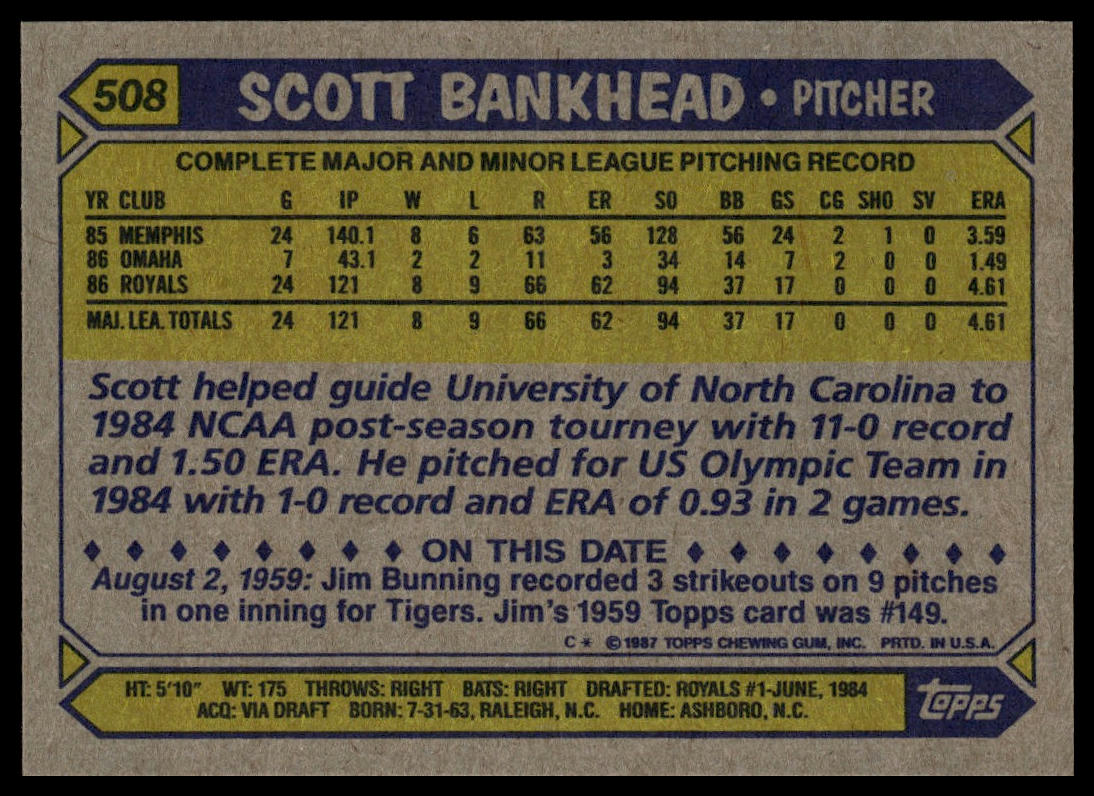 508 SCOTT BANKHEAD • PITCHER
COMPLETE MAJOR AND MINOR LEAGUE PITCHING RECORD
YR CLUB G IP W L R ER SO BB GS CG SHO SV ERA
85 MEMPHIS 24 140.1 8 6 63 56 128 56 24 2 1 0 3.59
86 OMAHA 7 43.1 2 2 11 3 34 14 7 2 0 0 1.49
86 ROYALS 24 121 8 9 66 62 94 37 17 0 0 0 4.61
MAJ. LEA. TOTALS 24 121 8 9 66 62 94 37 17 0 0 0 4.61
Scott helped guide University of North Carolina to
1984 NCAA post-season tourney with 11-0 record
and 1.50 ERA. He pitched for US Olympic Team in
1984 with 1-0 record and ERA of 0.93 in 2 games.
♦ ♦ ♦ ♦ ♦ ♦ ♦ ♦ ON THIS DATE ♦ ♦ ♦ ♦ ♦ ♦ ♦ ♦
August 2, 1959: Jim Bunning recorded 3 strikeouts on 9 pitches
in one inning for Tigers. Jim's 1959 Topps card was #149.
C * © 1987 TOPPS CHEWING GUM, INC. PRTD. IN U.S.A.
HT: 5'10" WT: 175 THROWS: RIGHT BATS: RIGHT DRAFTED: ROYALS #1-JUNE, 1984
ACQ: VIA DRAFT BORN: 7-31-63, RALEIGH, N.C. HOME: ASHBORO, N.C.
Topps